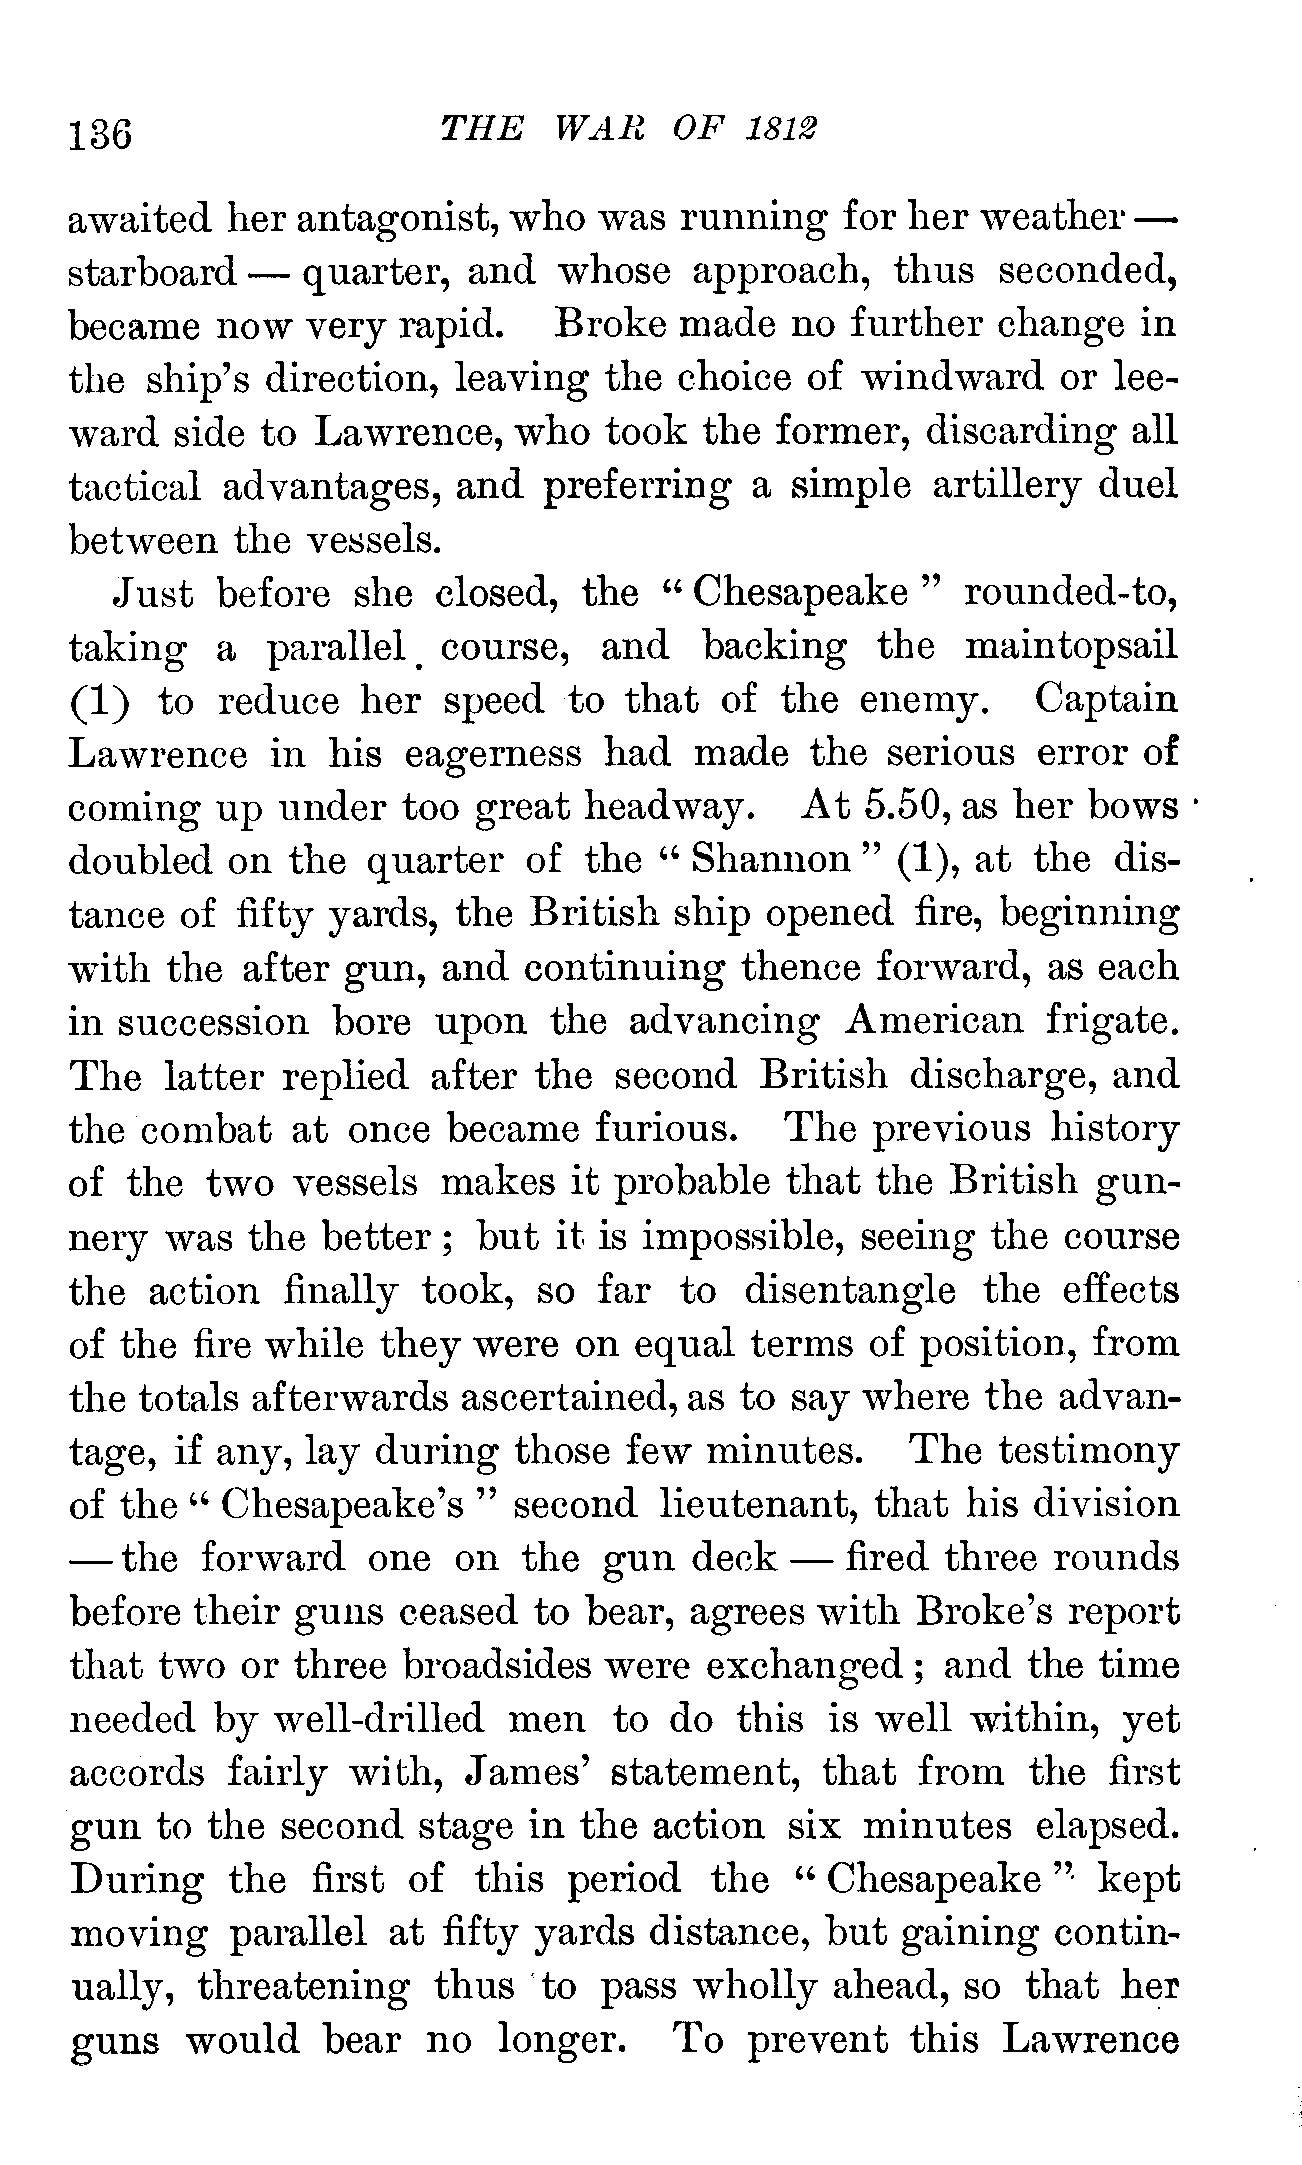 136 THE WAR OF 1812
awaited her antagonist, who was running for her weather —
starboard — quarter, and whose approach, thus seconded,
became now very rapid. Broke made no further change in
the ship's direction, leaving the choice of windward or lee-
ward side to Lawrence, who took the former, discarding all
tactical advantages, and preferring a simple artillery duel
between the vessels.
Just before she closed, the “ Chesapeake ” rounded-to,
taking a parallel course, and backing the maintopsail
(1) to reduce her speed to that of the enemy. Captain
Lawrence in his eagerness had made the serious error of
coming up under too great headway. At 5.50, as her bows
doubled on the quarter of the “ Shannon ” (1), at the dis-
tance of fifty yards, the British ship opened fire, beginning
with the after gun, and continuing thence forward, as each
in succession bore upon the advancing American frigate.
The latter replied after the second British discharge, and
the combat at once became furious. The previous history
of the two vessels makes it probable that the British gun-
nery was the better ; but it is impossible, seeing the course
the action finally took, so far to disentangle the effects
of the fire while they were on equal terms of position, from
the totals afterwards ascertained, as to say where the advan-
tage, if any, lay during those few minutes. The testimony
of the “ Chesapeake's ” second lieutenant, that his division
— the forward one on the gun deck — fired three rounds
before their guns ceased to bear, agrees with Broke's report
that two or three broadsides were exchanged ; and the time
needed by well-drilled men to do this is well within, yet
accords fairly with, James' statement, that from the first
gun to the second stage in the action six minutes elapsed.
During the first of this period the “ Chesapeake ” kept
moving parallel at fifty yards distance, but gaining contin-
ually, threatening thus to pass wholly ahead, so that her
guns would bear no longer. To prevent this Lawrence